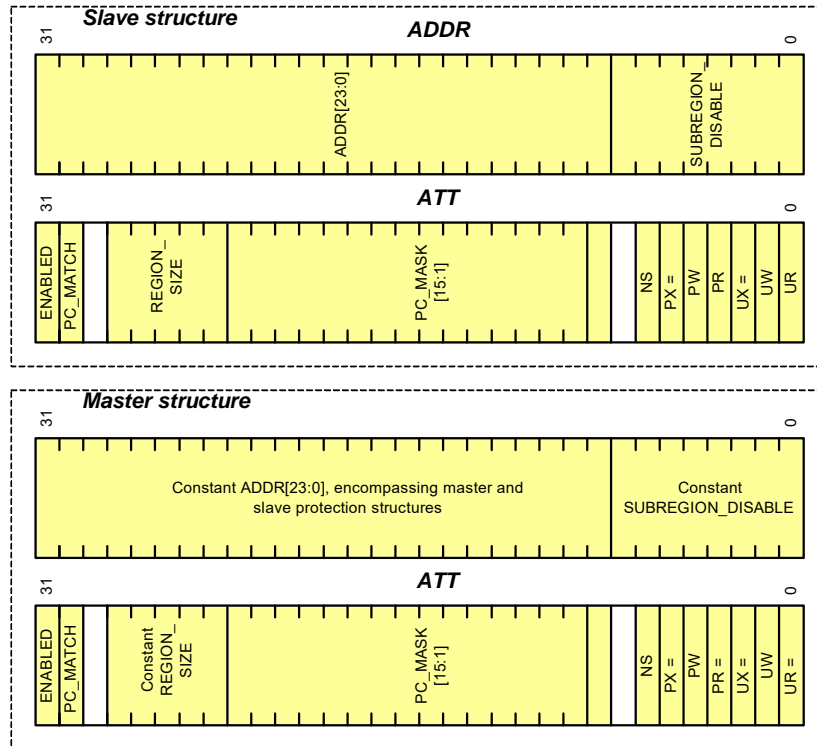 Slave structure
ADDR
31
0
ADDR[23:0]
SUBREGION_
DISABLE
ATT
31
0
ENABLED
PC_MATCH
REGION_
SIZE
PC_MASK
[15:1]
NS
PX =
PW
PR
UX =
UW
UR
Master structure
31
0
Constant ADDR[23:0], encompassing master and
slave protection structures
Constant
SUBREGION_DISABLE
ATT
31
0
ENABLED
PC_MATCH
Constant
REGION_
SIZE
PC_MASK
[15:1]
NS
PX =
PW
PR =
UX =
UW
UR =